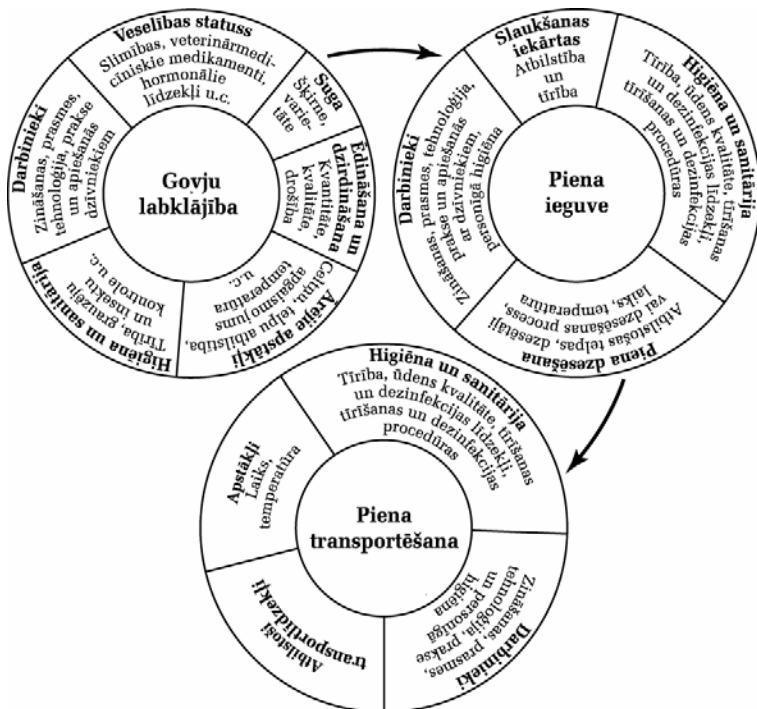 Veselības statuss
Slimības, veterinārmedi-
cīniskie medikamenti,
hormonālie
līdzekļi u.c.
Suga
Šķirne,
varie-
tāte
Ēdināšana un
dzirdināšana
Kvantitāte,
kvalitāte,
drošība
Ārējie apstākļi
Celtņu, telpu atbilstība,
apgaismojums
temperatūra
u.c.
Higiēna un sanitārija
Tīrība, grauzēju
un insektu
kontrole u.c.
Darbinieki
Zināšanas, prasmes,
tehnoloģija, prakse
un apiešanās
dzīvniekiem
Govju
labklājība
Slaukšanas
iekārtas
Atbilstība
un
tīrība
Higiēna un sanitārija
Tīrība, ūdens kvalitāte, tīrīšanas
un dezinfekcijas līdzekļi,
tīrīšanas un dezinfekcijas
procedūras
Piena dzesēšana
Atbilstošas telpas, dzesētāji
vai dzesēšanas process,
laiks, temperatūra
Darbinieki
Zināšanas, prasmes, tehnoloģija,
prakse un apiešanās
ar dzīvniekiem,
personīgā higiēna
Piena
ieguve
Higiēna un sanitārija
Tīrība, ūdens kvalitāte, tīrīšanas
un dezinfekcijas līdzekļi,
tīrīšanas un dezinfekcijas
procedūras
Darbinieki
Zināšanas, prasmes,
tehnoloģija, prakse
un personīgā
higiēna
Atbilstoši
transportlīdzekļi
Apstākļi
Laiks,
temperatūra
Piena
transportēšana